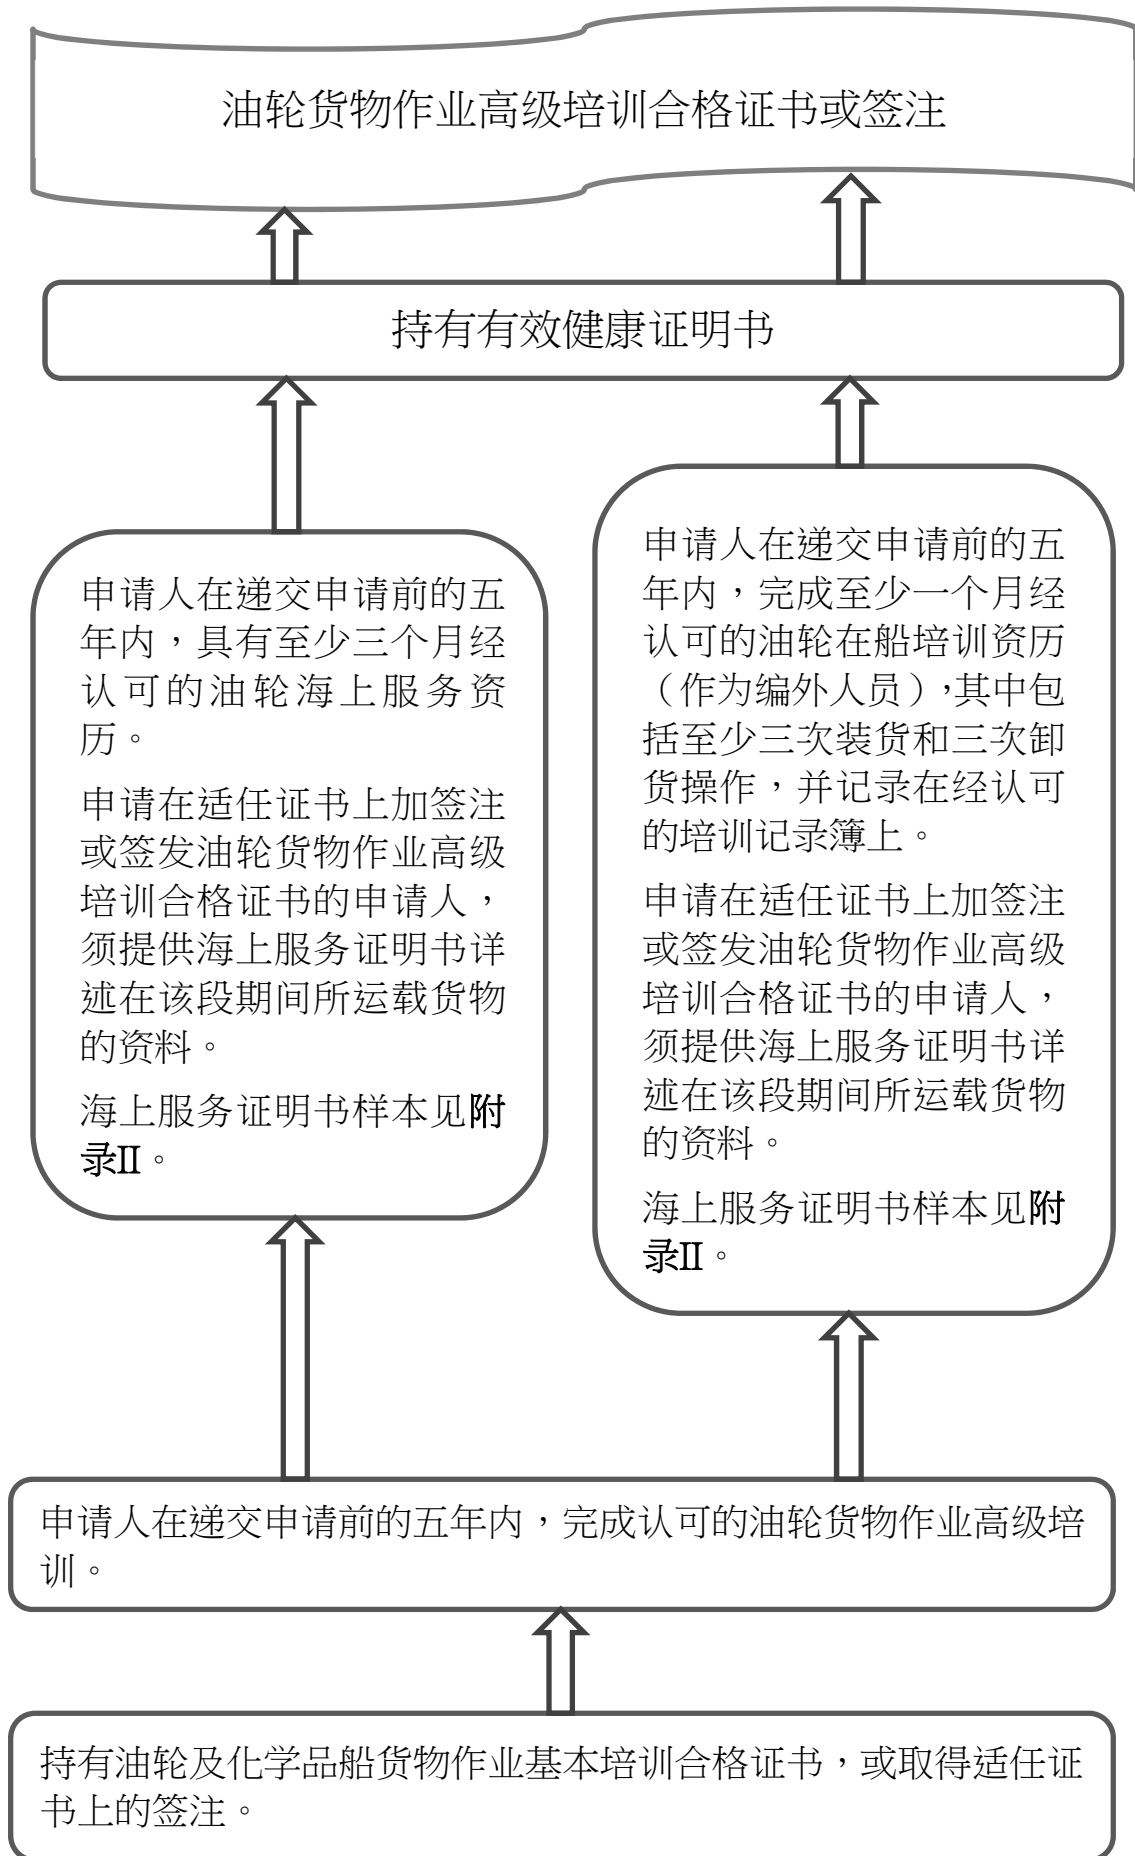 油轮货物作业高级培训合格证书或签注
持有有效健康证明书
申请人在递交申请前的五
年内，具有至少三个月经
认可的油轮海上服务资
历。
申请在适任证书上加签注
或签发油轮货物作业高级
培训合格证书的申请人，
须提供海上服务证明书详
述在该段期间所运载货物
的资料。
海上服务证明书样本见附
录II。
申请人在递交申请前的五
年内，完成至少一个月经
认可的油轮在船培训资历
（作为编外人员），其中包
括至少三次装货和三次卸
货操作，并记录在经认可
的培训记录簿上。
申请在适任证书上加签注
或签发油轮货物作业高级
培训合格证书的申请人，
须提供海上服务证明书详
述在该段期间所运载货物
的资料。
海上服务证明书样本见附
录II。
申请人在递交申请前的五年内，完成认可的油轮货物作业高级培
训。
持有油轮及化学品船货物作业基本培训合格证书，或取得适任证
书上的签注。